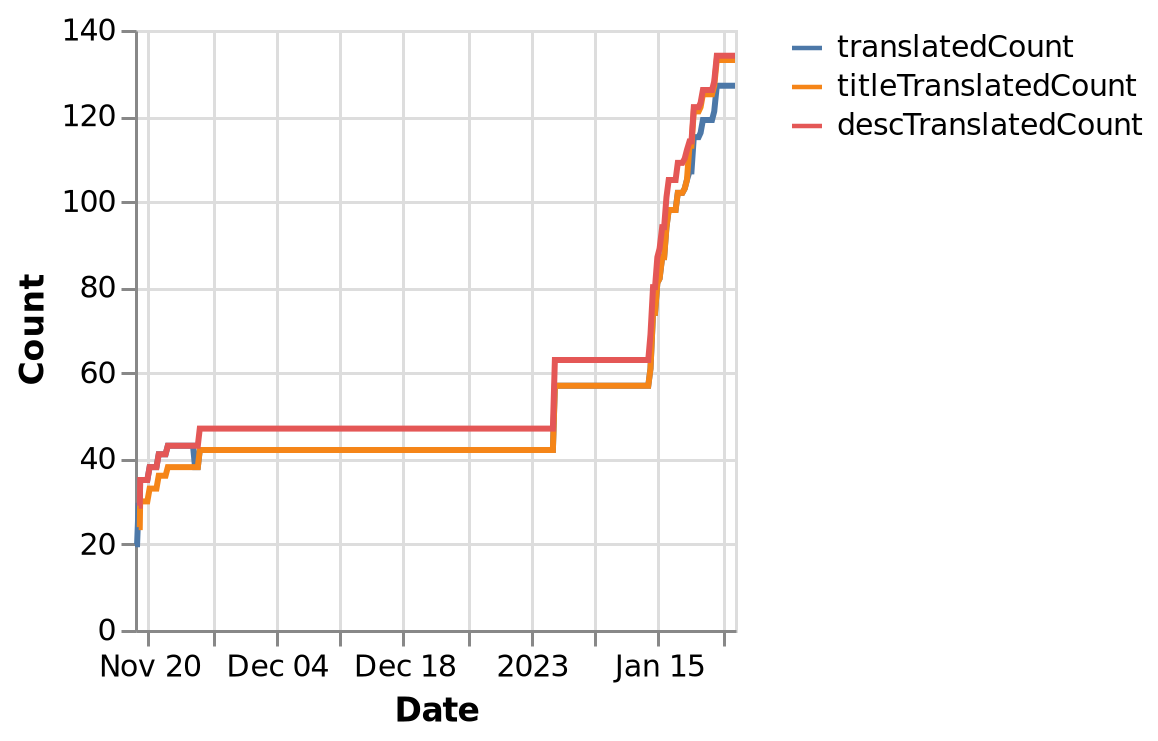 140
120
100
80
60
40
20
0
Count
Nov 20 Dec 04 Dec 18 2023 Jan 15
Date
translatedCount
titleTranslatedCount
descTranslatedCount